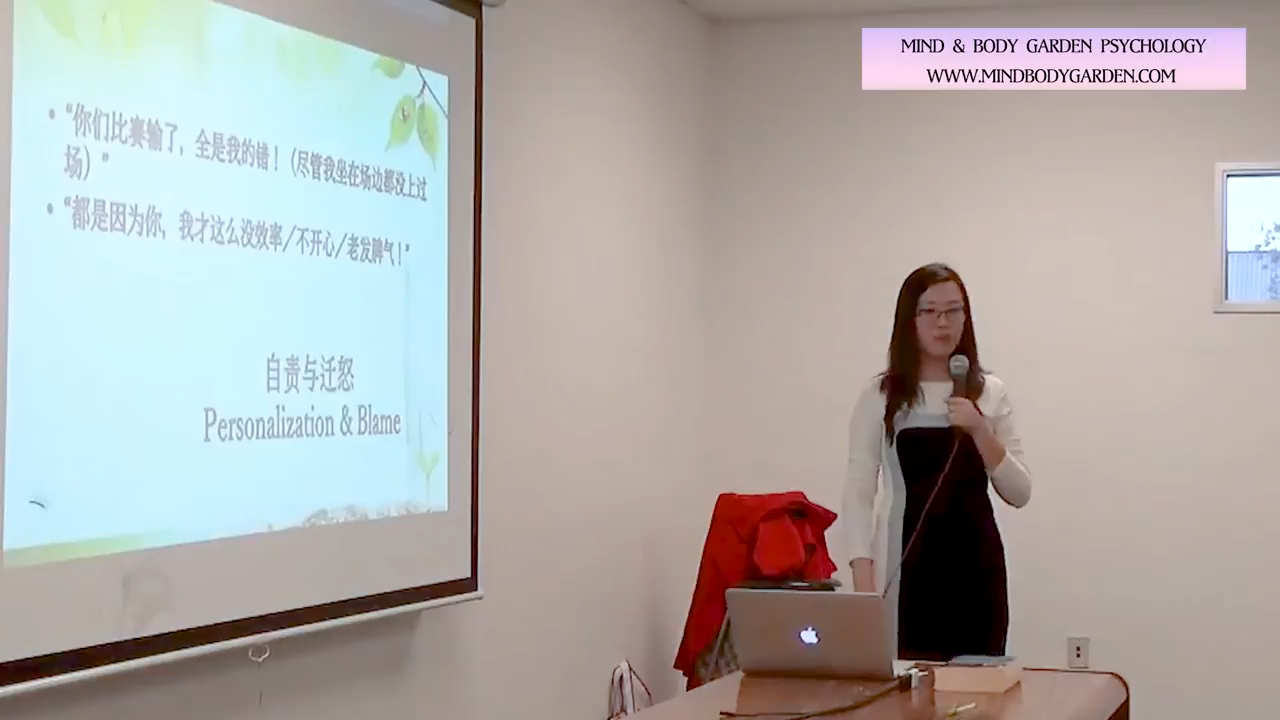 MIND & BODY GARDEN PSYCHOLOGY
WWW.MINDBODYGARDEN.COM
• “你们比赛输了，全是我的错！（尽管我坐在场边都没上过
场）”
• “都是因为你，我才这么没效率/不开心/老发脾气！”
自责与迁怒
Personalization & Blame